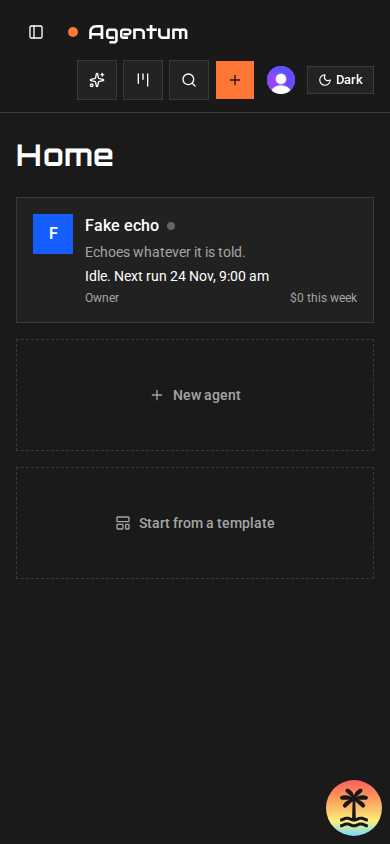 Agentum
Dark
Home
F
Fake echo
Echoes whatever it is told.
Idle. Next run 24 Nov, 9:00 am
Owner
$0 this week
New agent
Start from a template